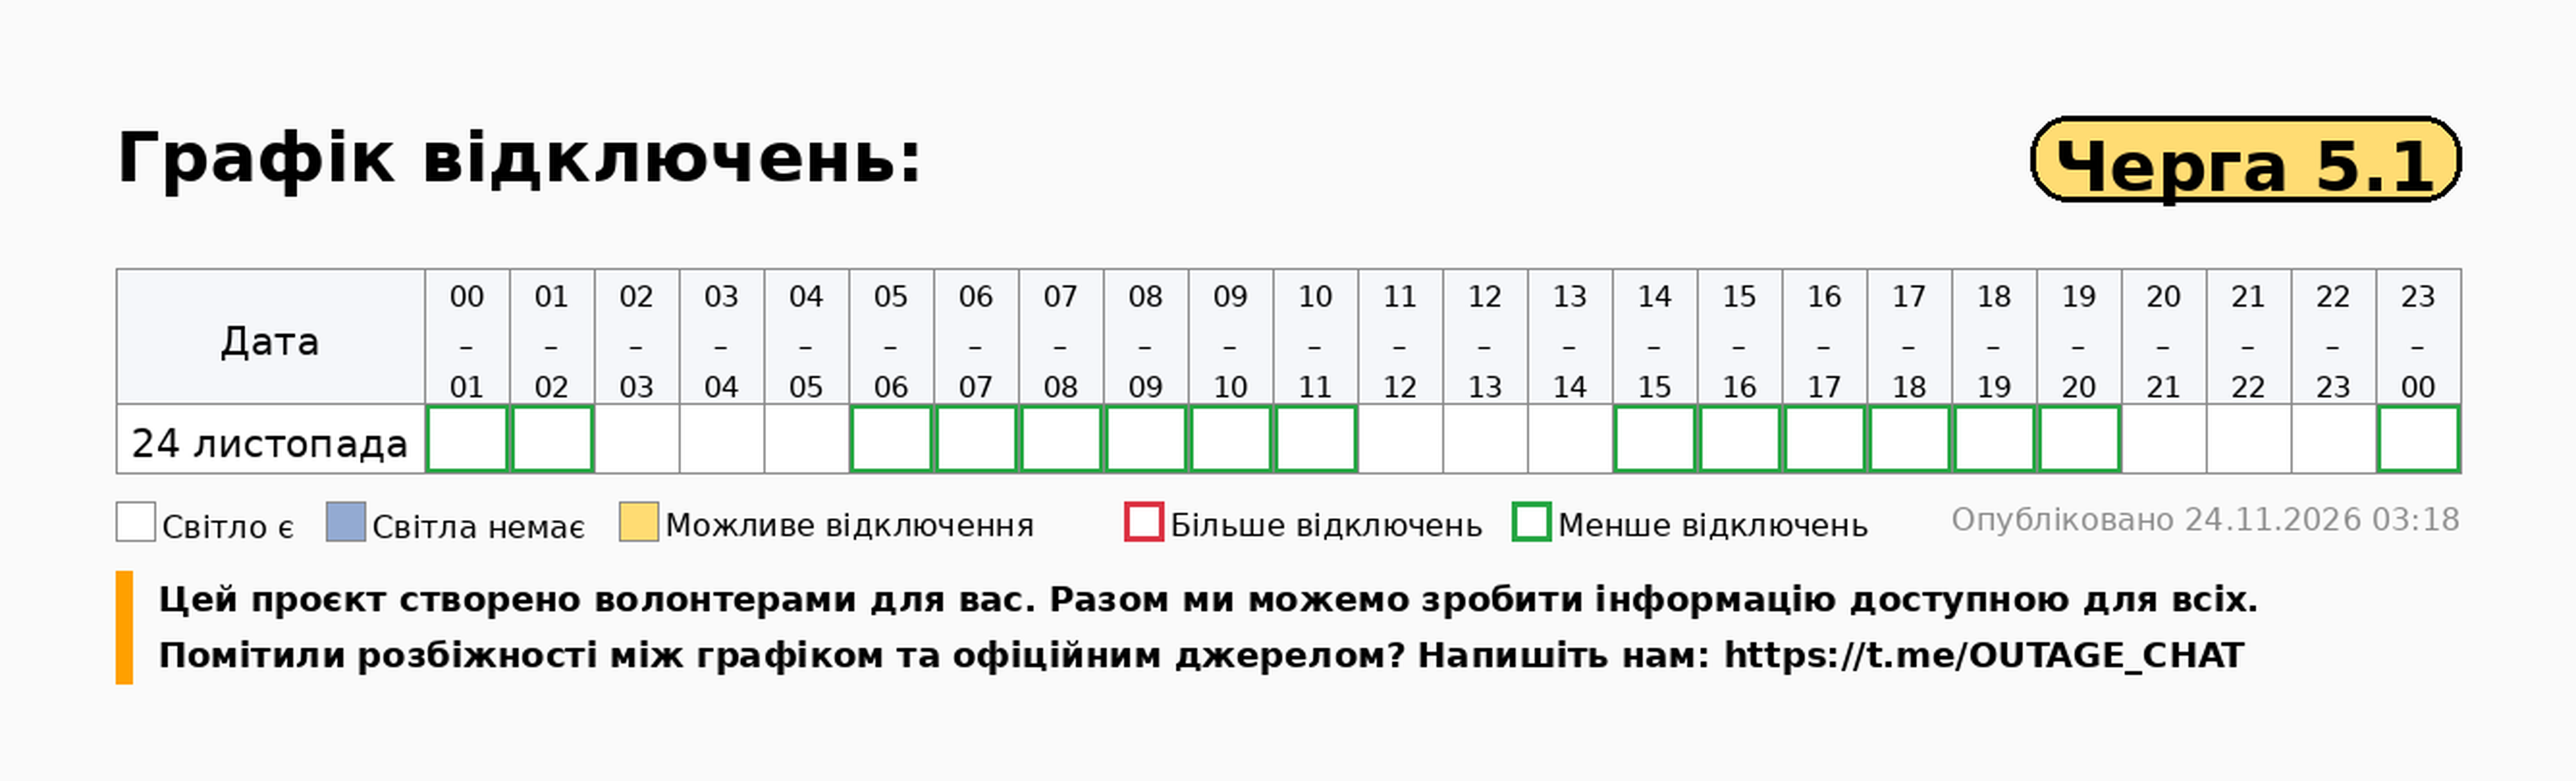 Графік відключень:
Черга 5.1
Дата
00 – 01
01 – 02
02 – 03
03 – 04
04 – 05
05 – 06
06 – 07
07 – 08
08 – 09
09 – 10
10 – 11
11 – 12
12 – 13
13 – 14
14 – 15
15 – 16
16 – 17
17 – 18
18 – 19
19 – 20
20 – 21
21 – 22
22 – 23
23 – 00
24 листопада
Світло є
Світла немає
Можливе відключення
Більше відключень
Менше відключень
Опубліковано 24.11.2026 03:18
Цей проєкт створено волонтерами для вас. Разом ми можемо зробити інформацію доступною для всіх.
Помітили розбіжності між графіком та офіційним джерелом? Напишіть нам: https://t.me/OUTAGE_CHAT